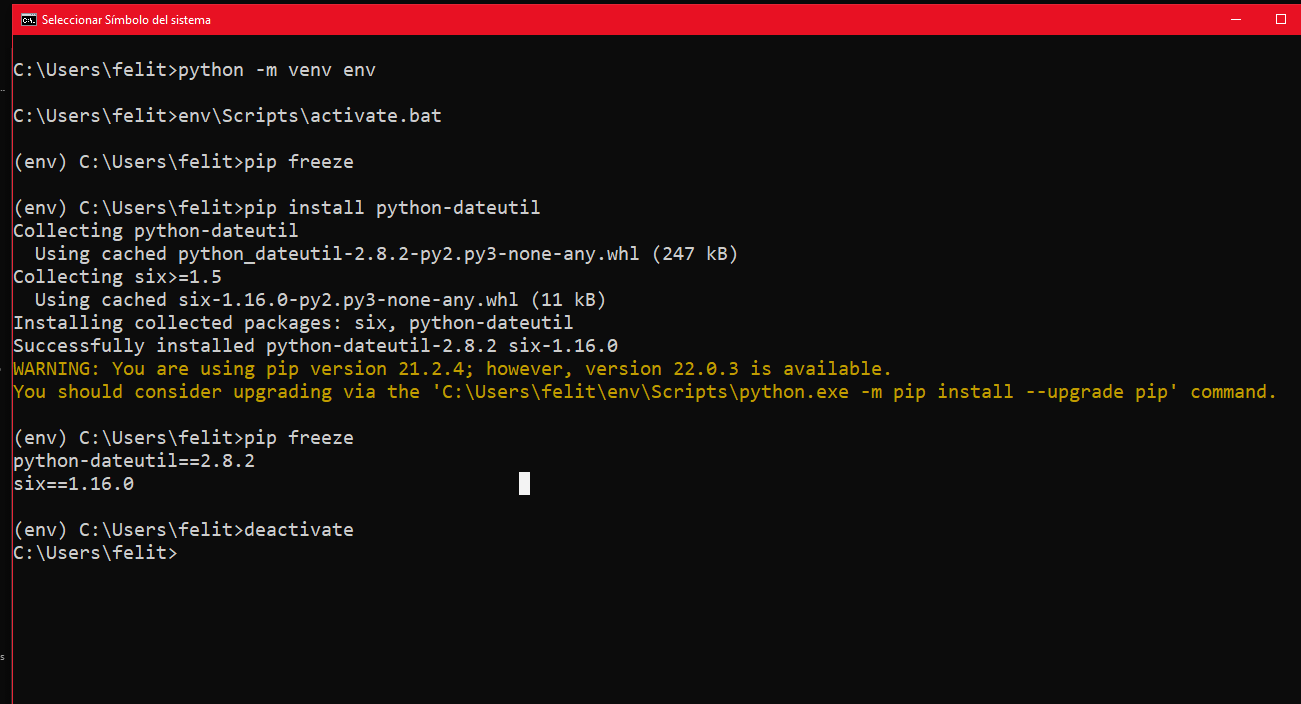 Seleccionar Símbolo del sistema
C:\Users\felit>python -m venv env
C:\Users\felit>env\Scripts\activate.bat
(env) C:\Users\felit>pip freeze
(env) C:\Users\felit>pip install python-dateutil
Collecting python-dateutil
  Using cached python_dateutil-2.8.2-py2.py3-none-any.whl (247 kB)
Collecting six>=1.5
  Using cached six-1.16.0-py2.py3-none-any.whl (11 kB)
Installing collected packages: six, python-dateutil
Successfully installed python-dateutil-2.8.2 six-1.16.0
WARNING: You are using pip version 21.2.4; however, version 22.0.3 is available.
You should consider upgrading via the 'C:\Users\felit\env\Scripts\python.exe -m pip install --upgrade pip' command.
(env) C:\Users\felit>pip freeze
python-dateutil==2.8.2
six==1.16.0
(env) C:\Users\felit>deactivate
C:\Users\felit>